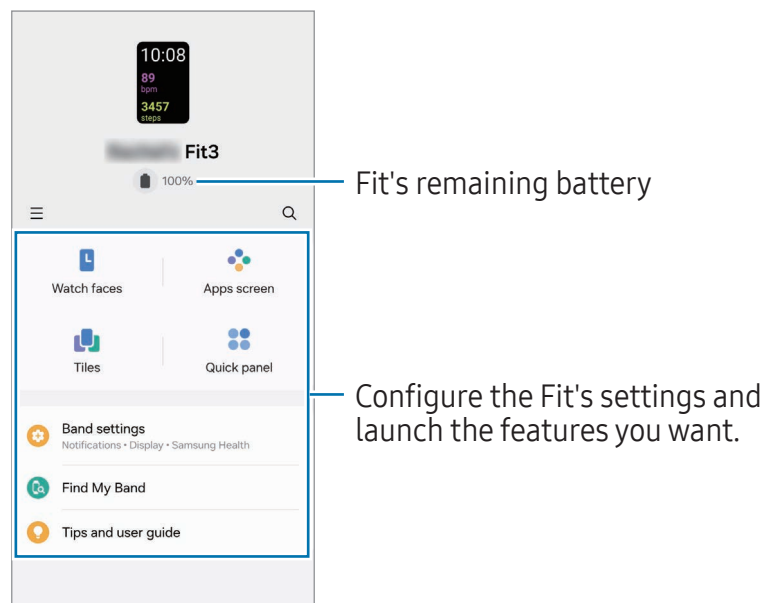 10:08
89
bpm
3457
steps
Fit3
100%
Fit's remaining battery
Watch faces
Apps screen
Tiles
Quick panel
Configure the Fit's settings and
launch the features you want.
Band settings
Notifications • Display • Samsung Health
Find My Band
Tips and user guide